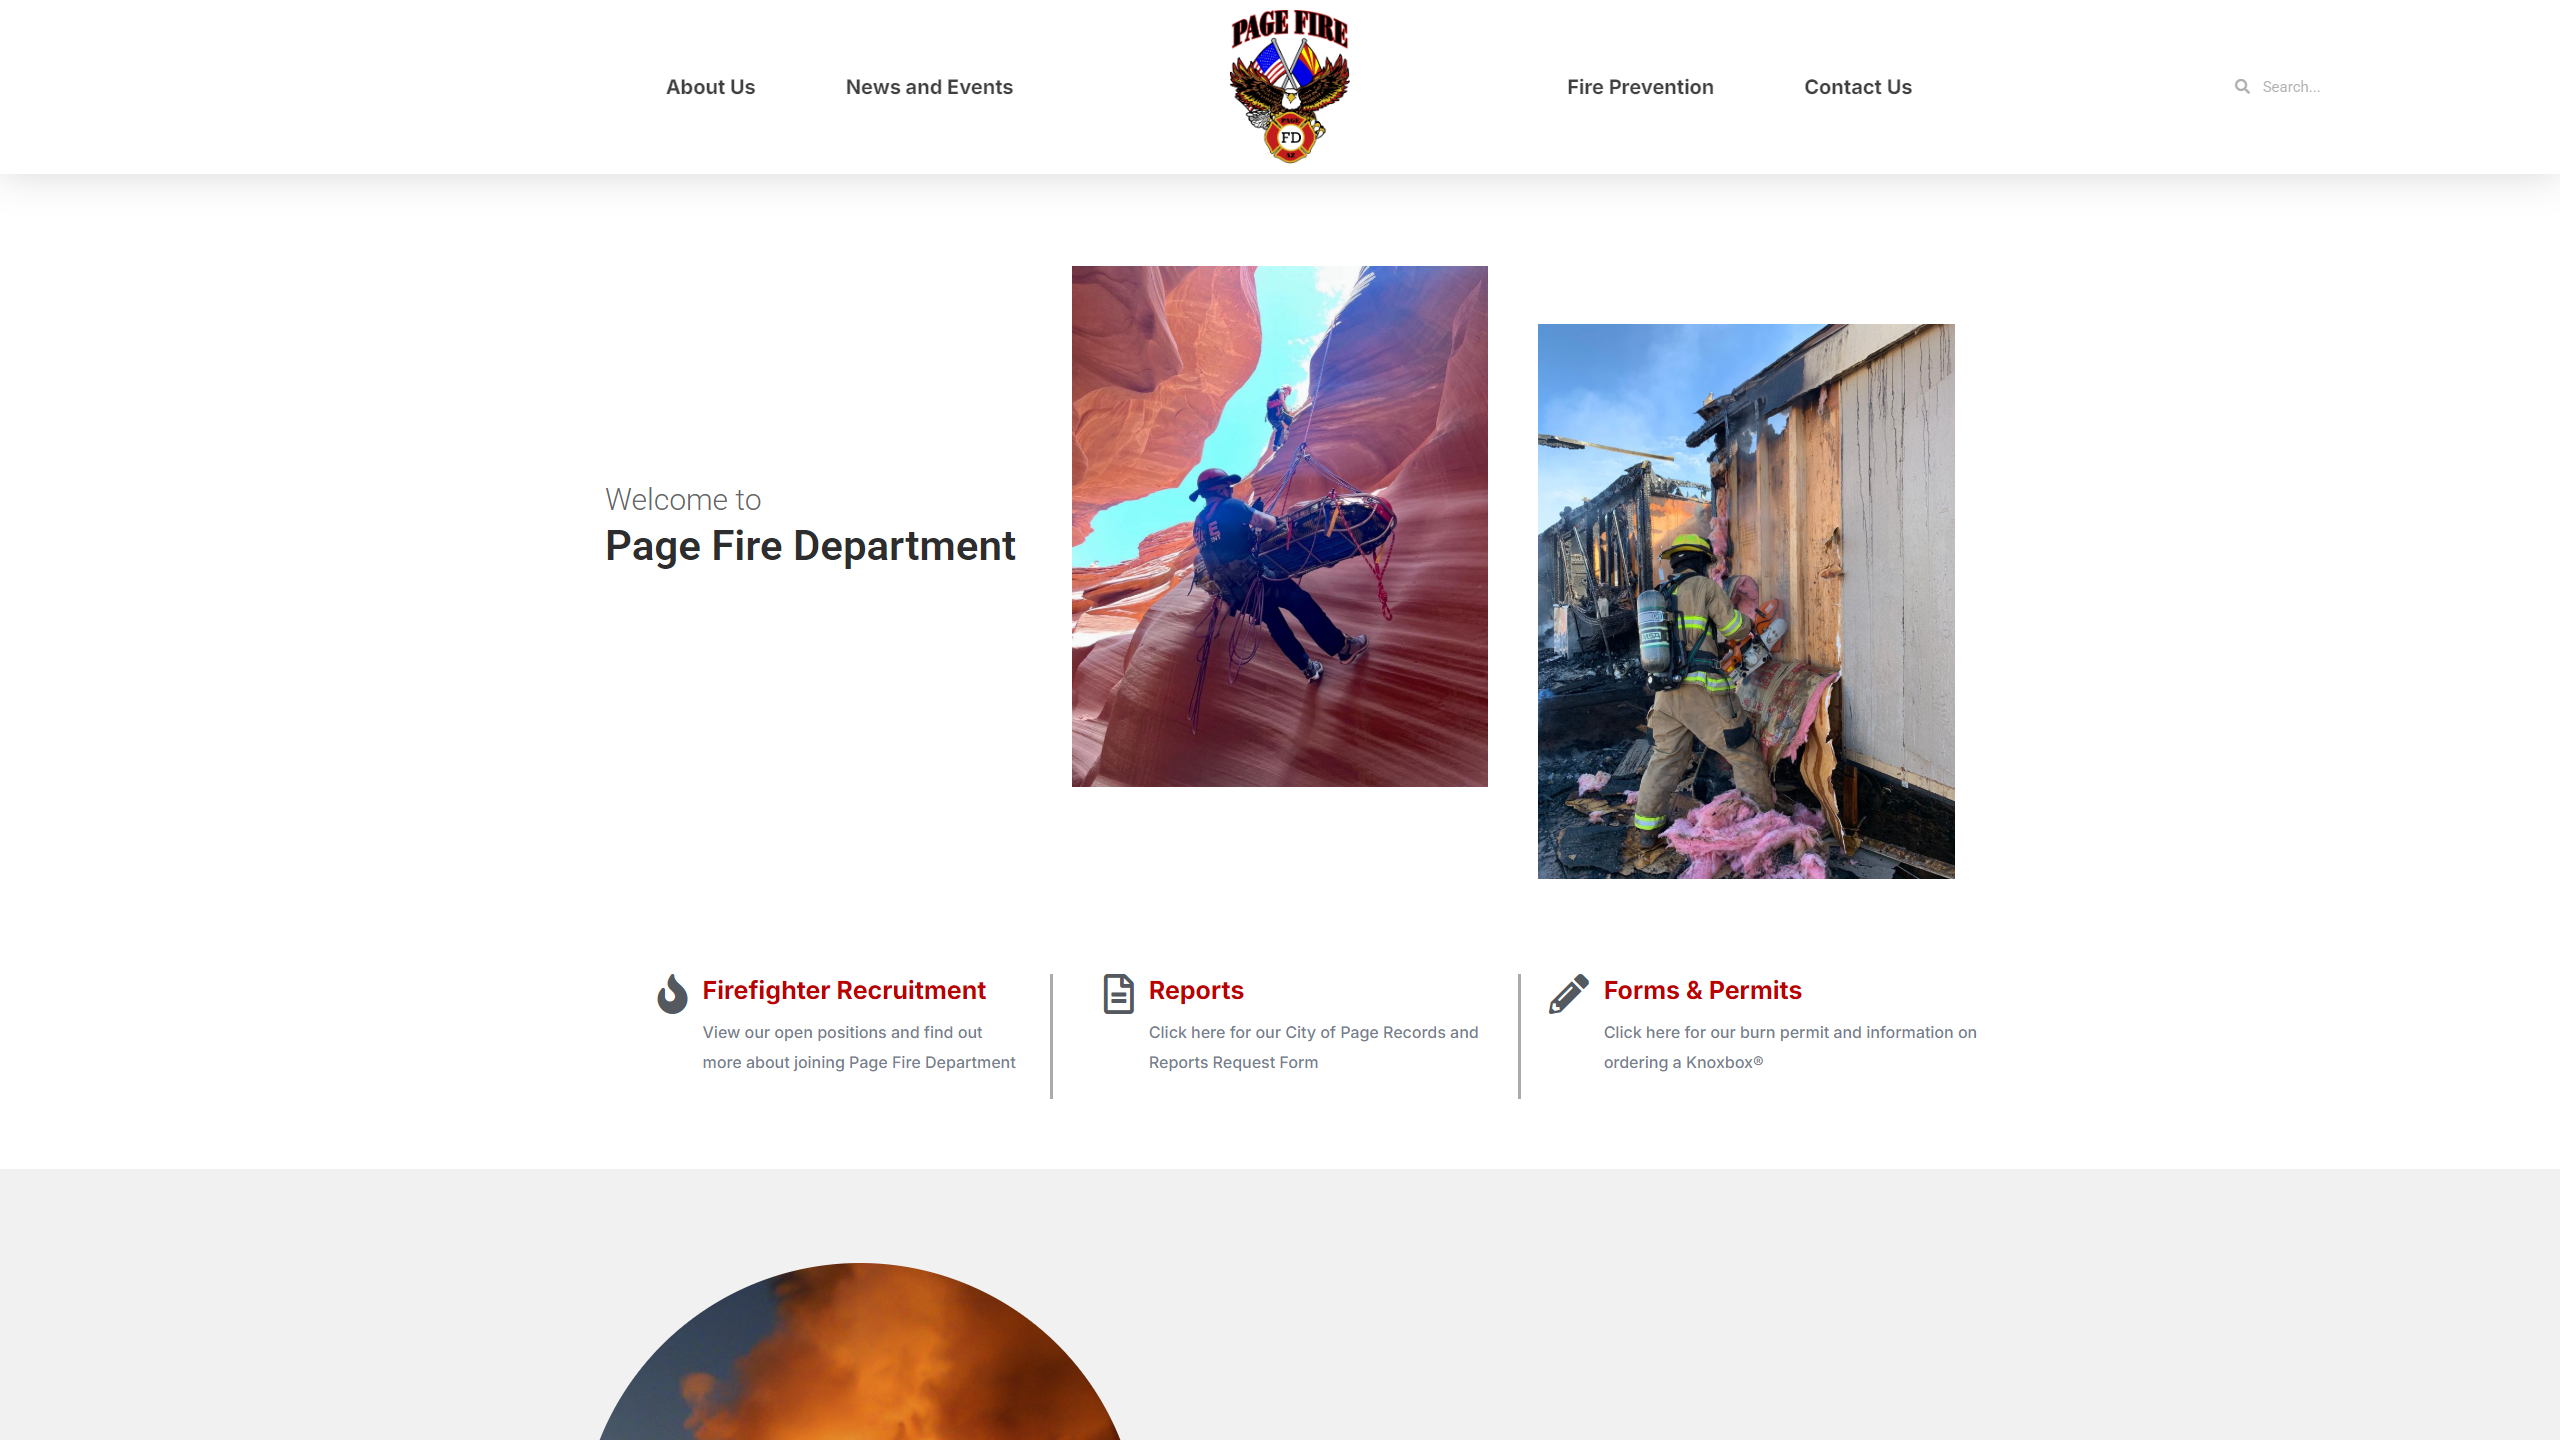 About Us
News and Events
PAGE FIRE
PAGE
FD
AZ
Fire Prevention
Contact Us
Search...
Welcome to
Page Fire Department
Firefighter Recruitment
View our open positions and find out
more about joining Page Fire Department
Reports
Click here for our City of Page Records and
Reports Request Form
Forms & Permits
Click here for our burn permit and information on
ordering a Knoxbox®